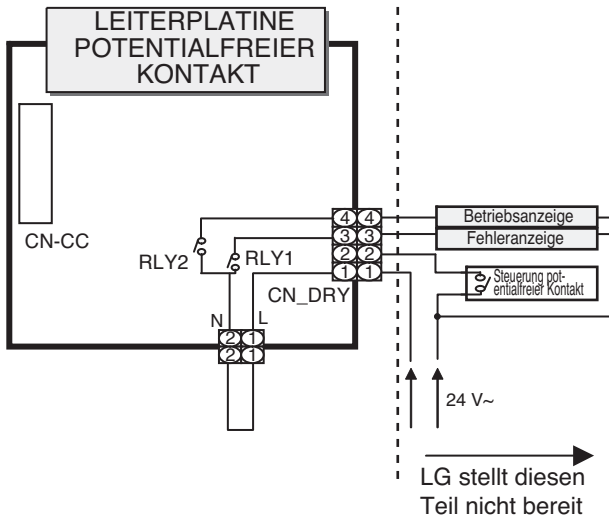 LEITERPLATINE
POTENTIALFREIER
KONTAKT
CN-CC
RLY2
RLY1
4 4
3 3
2 2
1 1
CN_DRY
N L
2 1
2 1
Betriebsanzeige
Fehleranzeige
Steuerung pot-
entialfreier Kontakt
24 V~
LG stellt diesen
Teil nicht bereit